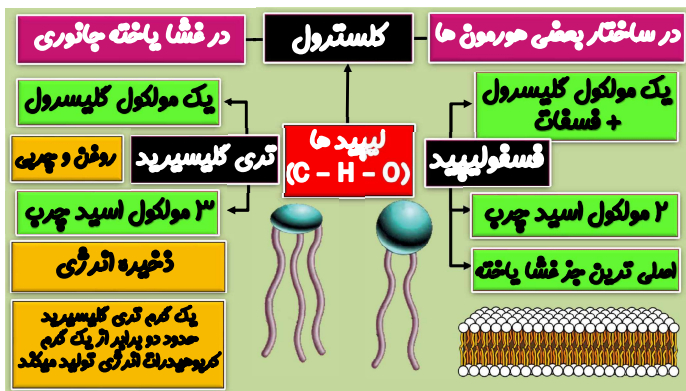 در ساختار بعضی هورمون ها
کلسترول
در غشا یاخته جانوری
یک مولکول گلیسرول
+ فسفات
لیپید ها
(C – H – O)
یک مولکول گلیسرول
فسفولیپید
تری گلیسیرید
روغن و چربی
۲ مولکول اسید چرب
۳ مولکول اسید چرب
اصلی ترین جز غشا یاخته
ذخیره انرژی
یک گرم تری گلیسیرید
حدود دو برابر از یک گرم
کربوهیدرات انرژی تولید میکند